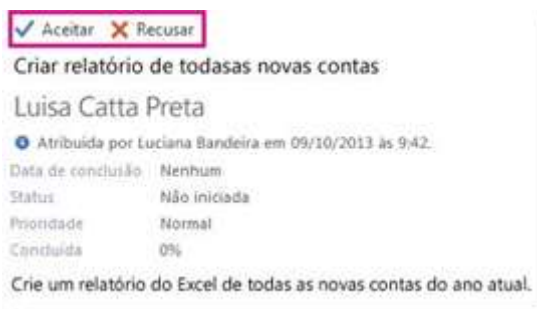 Aceitar Recusar
Criar relatório de todasas novas contas
Luisa Catta Preta
Atribuída por Luciana Bandeira em 09/10/2013 às 9:42.
Data de conclusão Nenhum
Status Não iniciada
Prioridade Normal
Concluída 0%
Crie um relatório do Excel de todas as novas contas do ano atual.